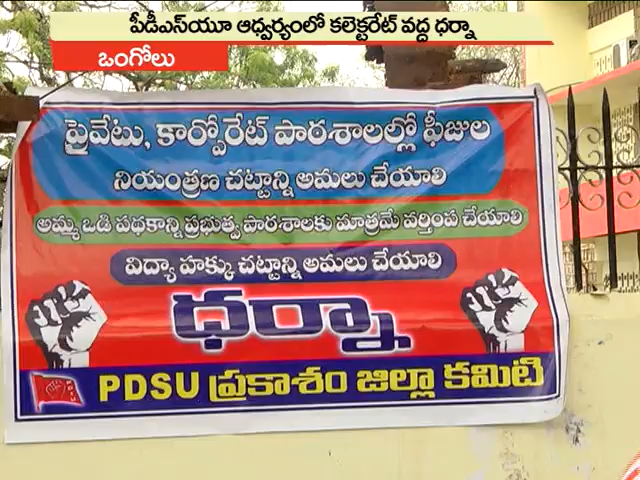 పీడీఎస్‌యూ ఆధ్వర్యంలో కలెక్టరేట్ వద్ద ధర్నా
ఒంగోలు
ప్రైవేటు, కార్పోరేట్ పాఠశాలల్లో ఫీజుల
నియంత్రణ చట్టాన్ని అమలు చేయాలి
అమ్మ ఒడి పథకాన్ని ప్రభుత్వ పాఠశాలకు మాత్రమే వర్తింప చేయాలి
విద్యా హక్కు చట్టాన్ని అమలు చేయాలి
ధర్నా
PDSU ప్రకాశం జిల్లా కమిటి